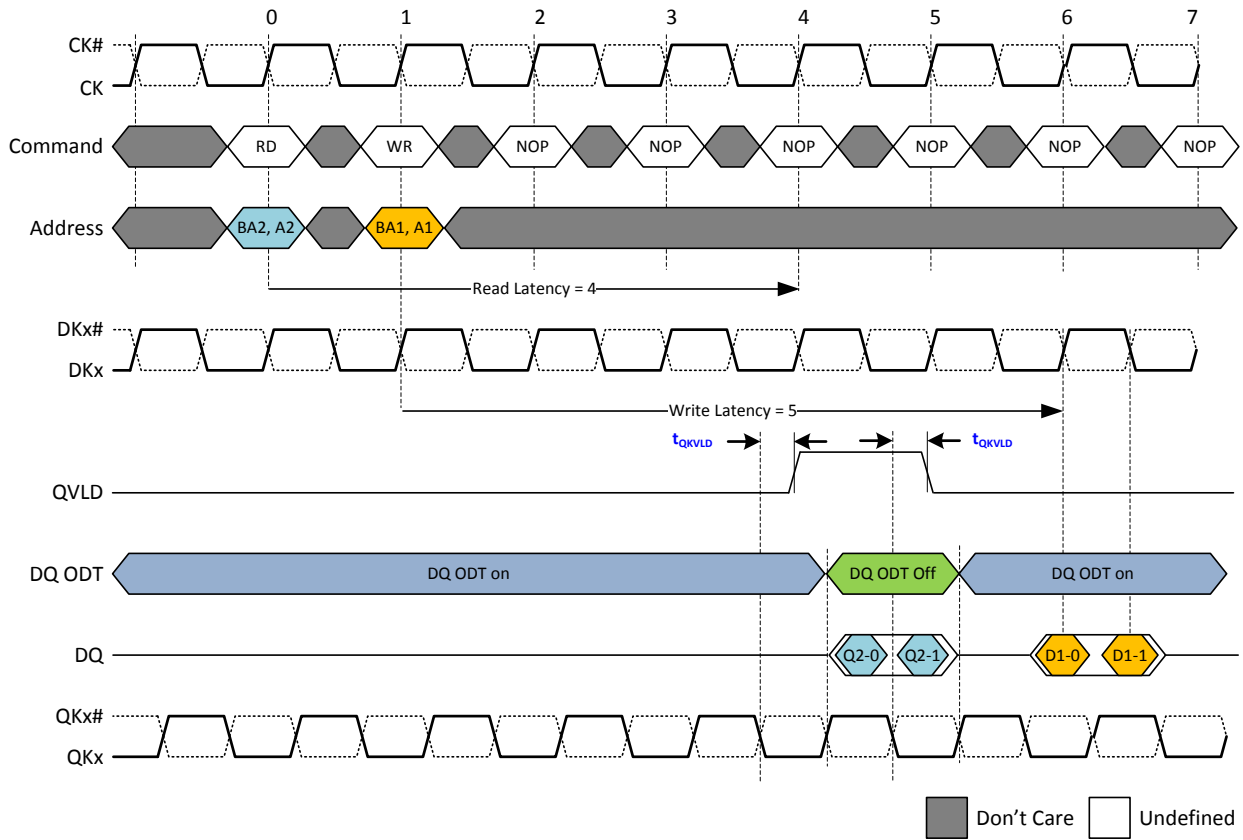 0 1 2 3 4 5 6 7
CK#
CK
Command RD WR NOP NOP NOP NOP NOP NOP
Address BA2, A2 BA1, A1
Read Latency = 4
DKx#
DKx
Write Latency = 5
tQKVLD tQKVLD
QVLD
DQ ODT DQ ODT on DQ ODT Off DQ ODT on
DQ Q2-0 Q2-1 D1-0 D1-1
QKx#
QKx
Don't Care Undefined